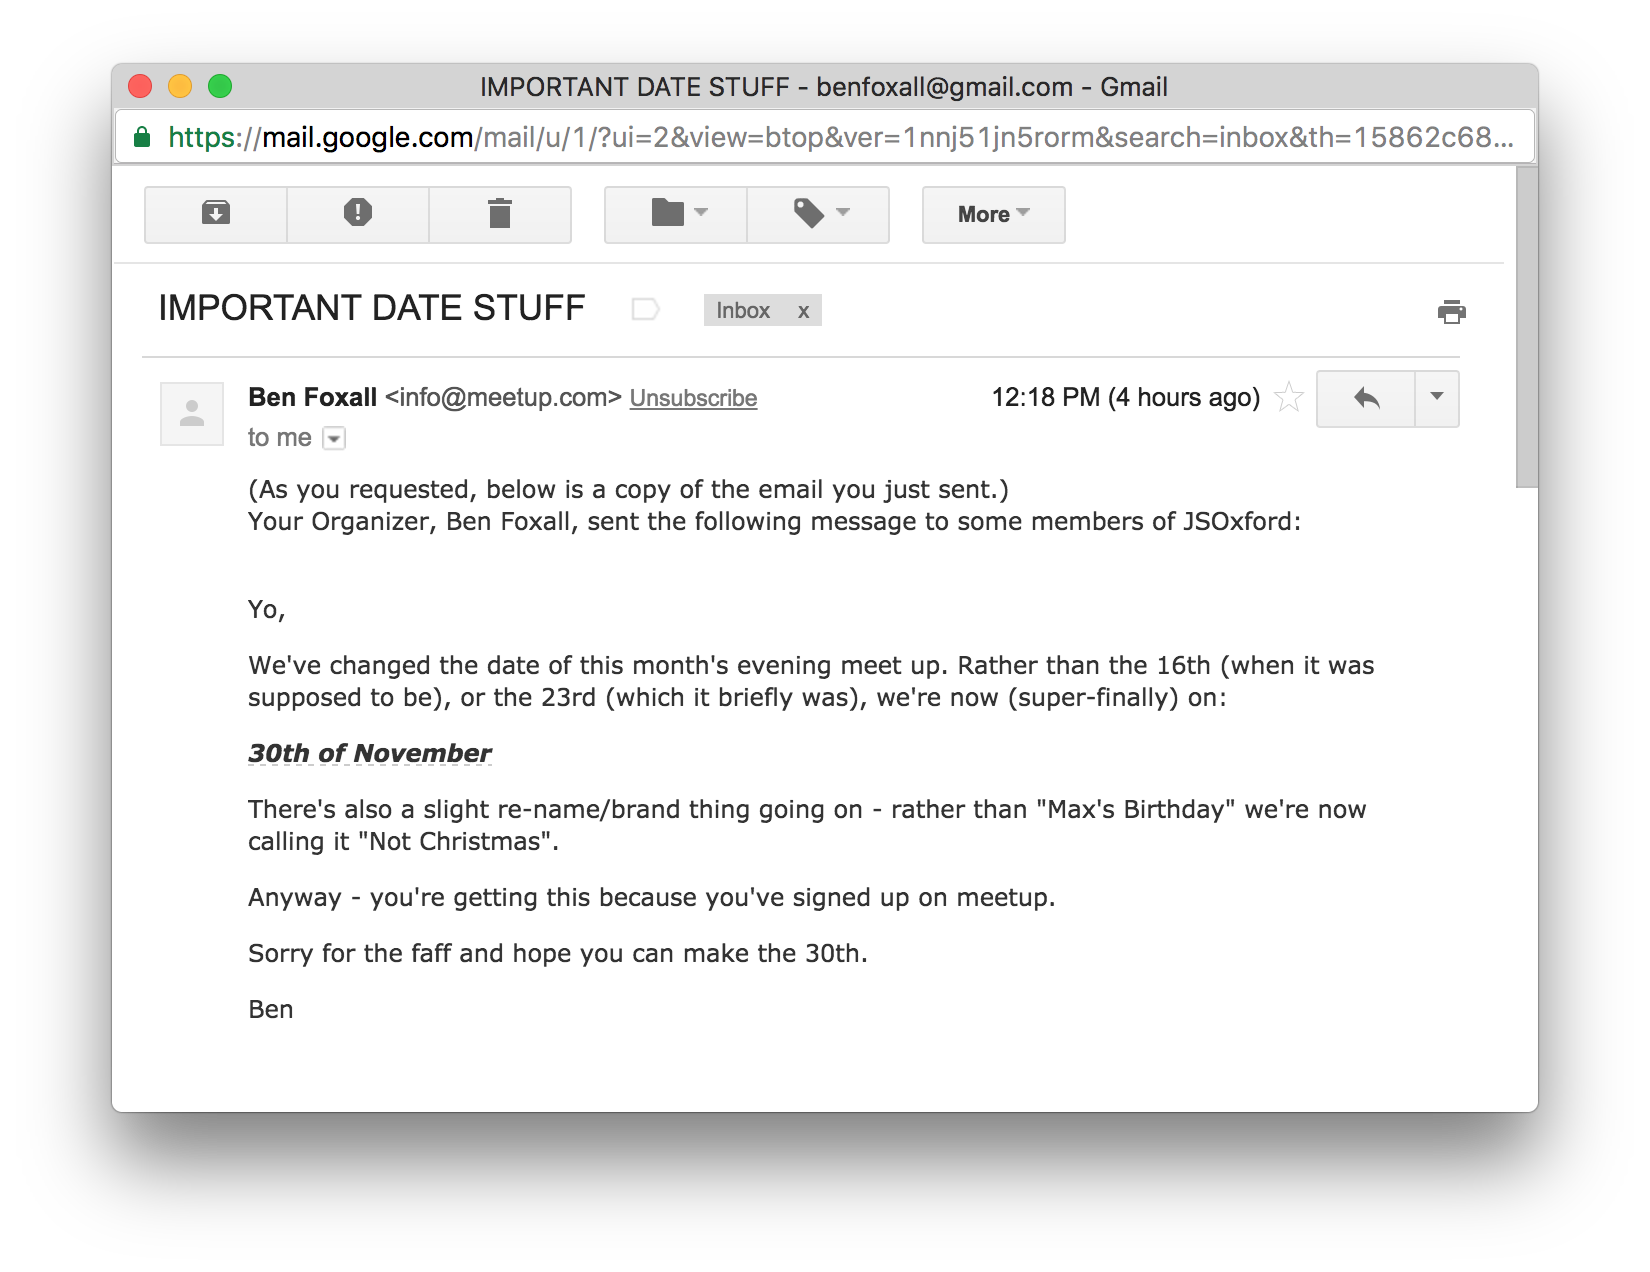 IMPORTANT DATE STUFF - benfoxall@gmail.com - Gmail
https://mail.google.com/mail/u/1/?ui=2&view=btop&ver=1nnj51jn5rorm&search=inbox&th=15862c68...
More
IMPORTANT DATE STUFF Inbox x
Ben Foxall <info@meetup.com> Unsubscribe 12:18 PM (4 hours ago)
to me
(As you requested, below is a copy of the email you just sent.)
Your Organizer, Ben Foxall, sent the following message to some members of JSOxford:
Yo,
We've changed the date of this month's evening meet up. Rather than the 16th (when it was
supposed to be), or the 23rd (which it briefly was), we're now (super-finally) on:
30th of November
There's also a slight re-name/brand thing going on - rather than "Max's Birthday" we're now
calling it "Not Christmas".
Anyway - you're getting this because you've signed up on meetup.
Sorry for the faff and hope you can make the 30th.
Ben